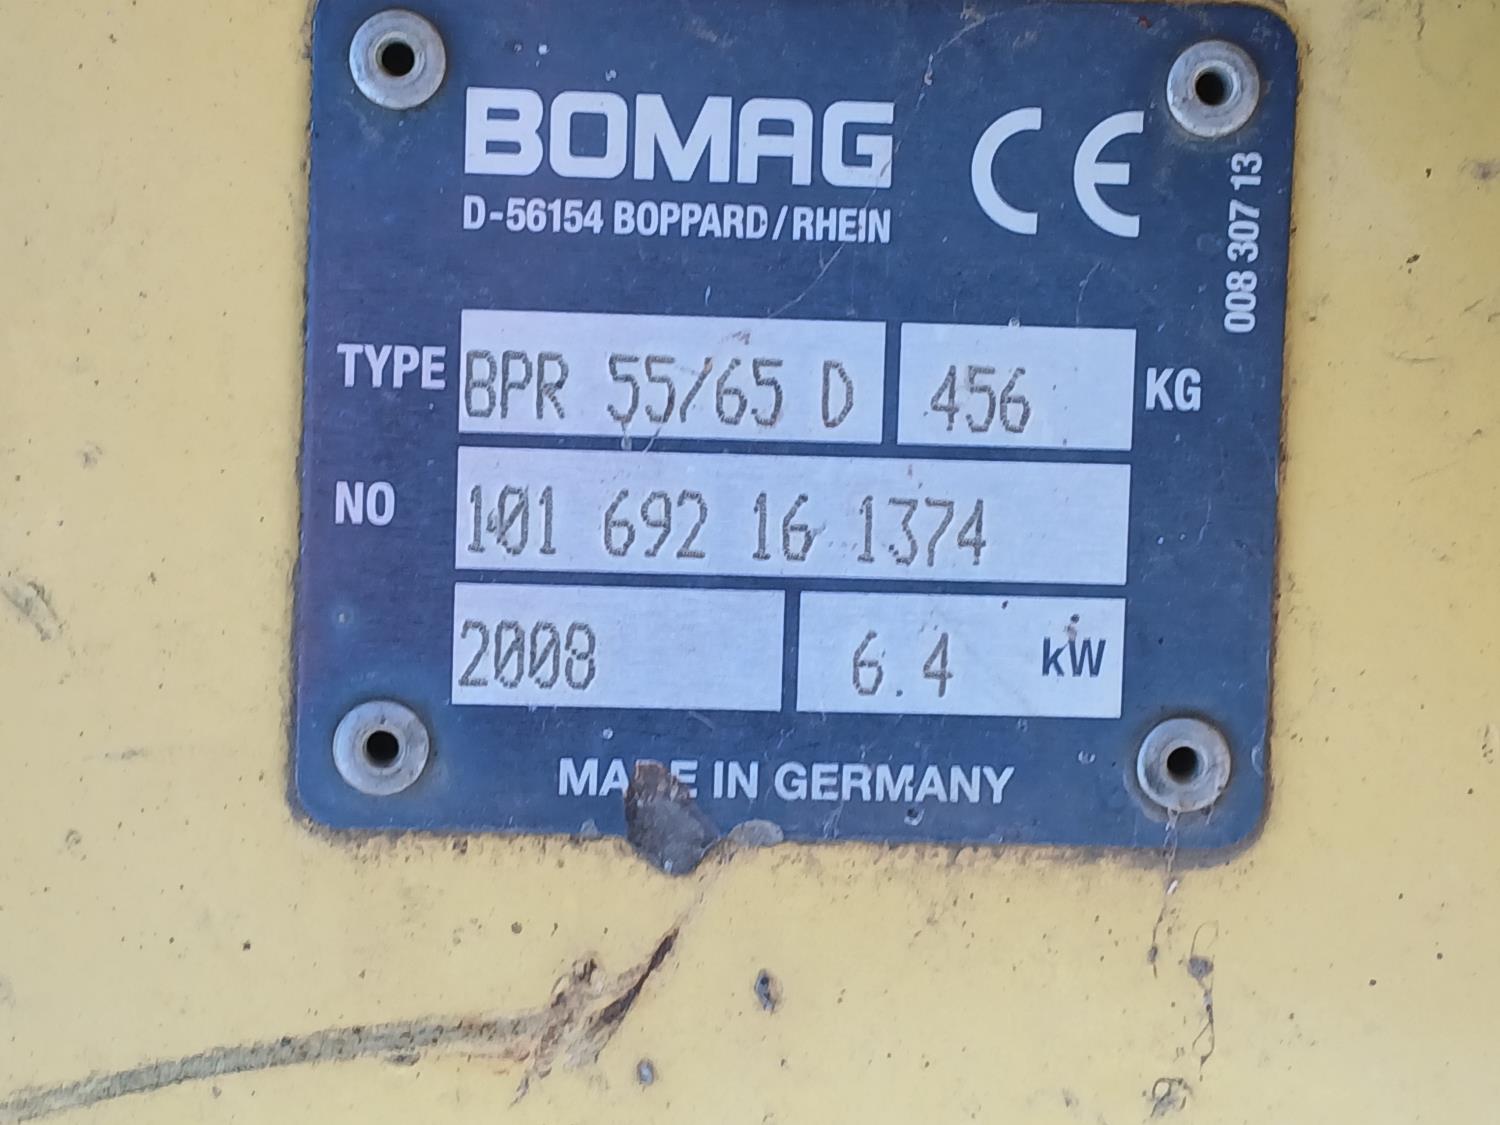 BOMAG CE
D-56154 BOPPARD/RHEIN
008 307 13
TYPE BPR 55/65 D 456 KG
NO 101 692 16 1374
2008 6.4 kW
MADE IN GERMANY